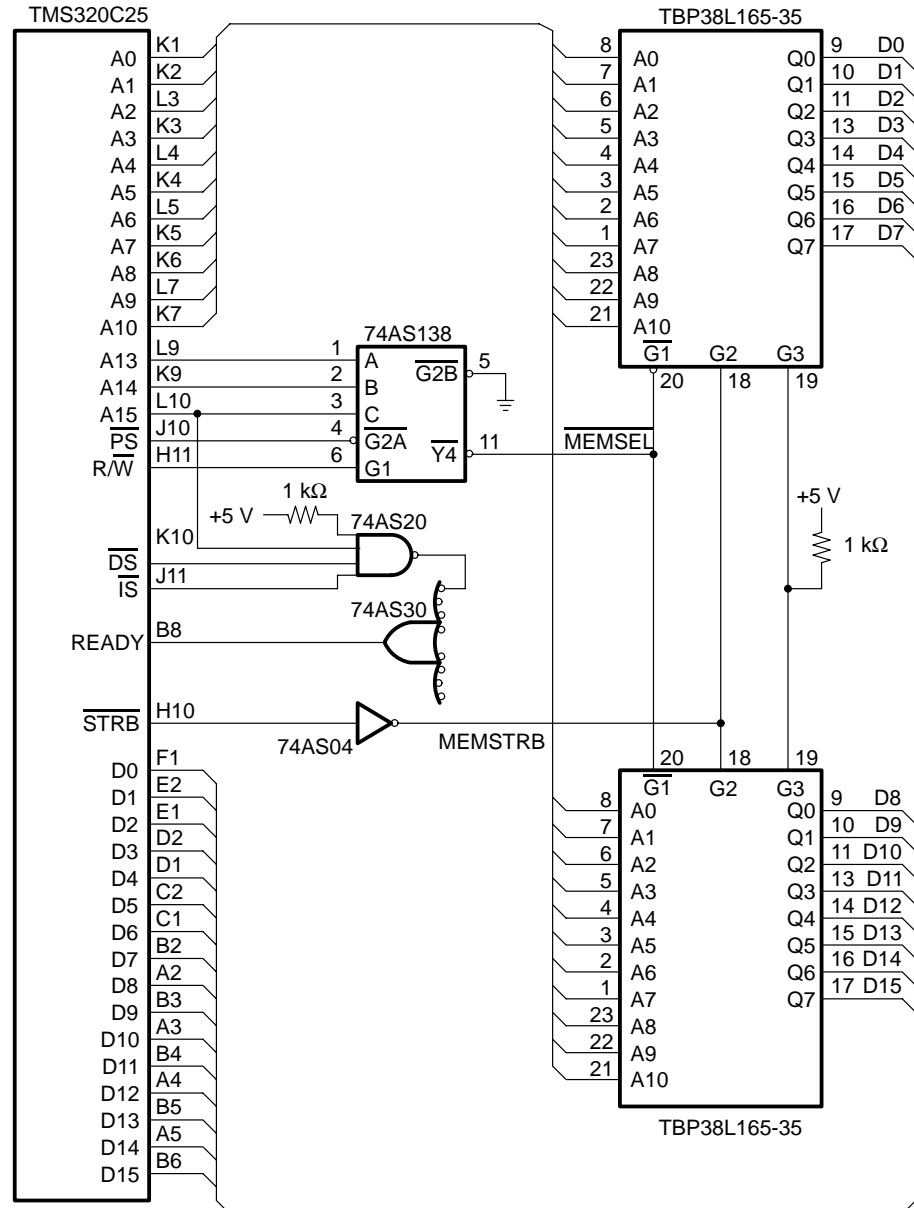 TMS320C25
A0 K1
A1 K2
A2 L3
A3 K3
A4 L4
A5 K4
A6 L5
A7 K5
A8 K6
A9 L7
A10 K7
A13 L9
A14 K9
A15 L10
PS J10
R/W H11
K10
DS
J11
IS
READY B8
STRB H10
D0 F1
D1 E2
D2 E1
D3 D2
D4 D1
D5 C2
D6 C1
D7 B2
D8 A2
D9 B3
D10 A3
D11 B4
D12 A4
D13 B5
D14 A5
D15 B6
74AS138
1 A
2 B
3 C
4 G2A
6 G1
G2B 5
Y4 11
MEMSEL
1 kΩ
+5 V
74AS20
74AS30
74AS04
MEMSTRB
+5 V
1 kΩ
TBP38L165-35
8 A0 Q0 9 D0
7 A1 Q1 10 D1
6 A2 Q2 11 D2
5 A3 Q3 13 D3
4 A4 Q4 14 D4
3 A5 Q5 15 D5
2 A6 Q6 16 D6
1 A7 Q7 17 D7
23 A8
22 A9
21 A10
G1 G2 G3
20 18 19
20 18 19
G1 G2 G3
8 A0 Q0 9 D8
7 A1 Q1 10 D9
6 A2 Q2 11 D10
5 A3 Q3 13 D11
4 A4 Q4 14 D12
3 A5 Q5 15 D13
2 A6 Q6 16 D14
1 A7 Q7 17 D15
23 A8
22 A9
21 A10
TBP38L165-35